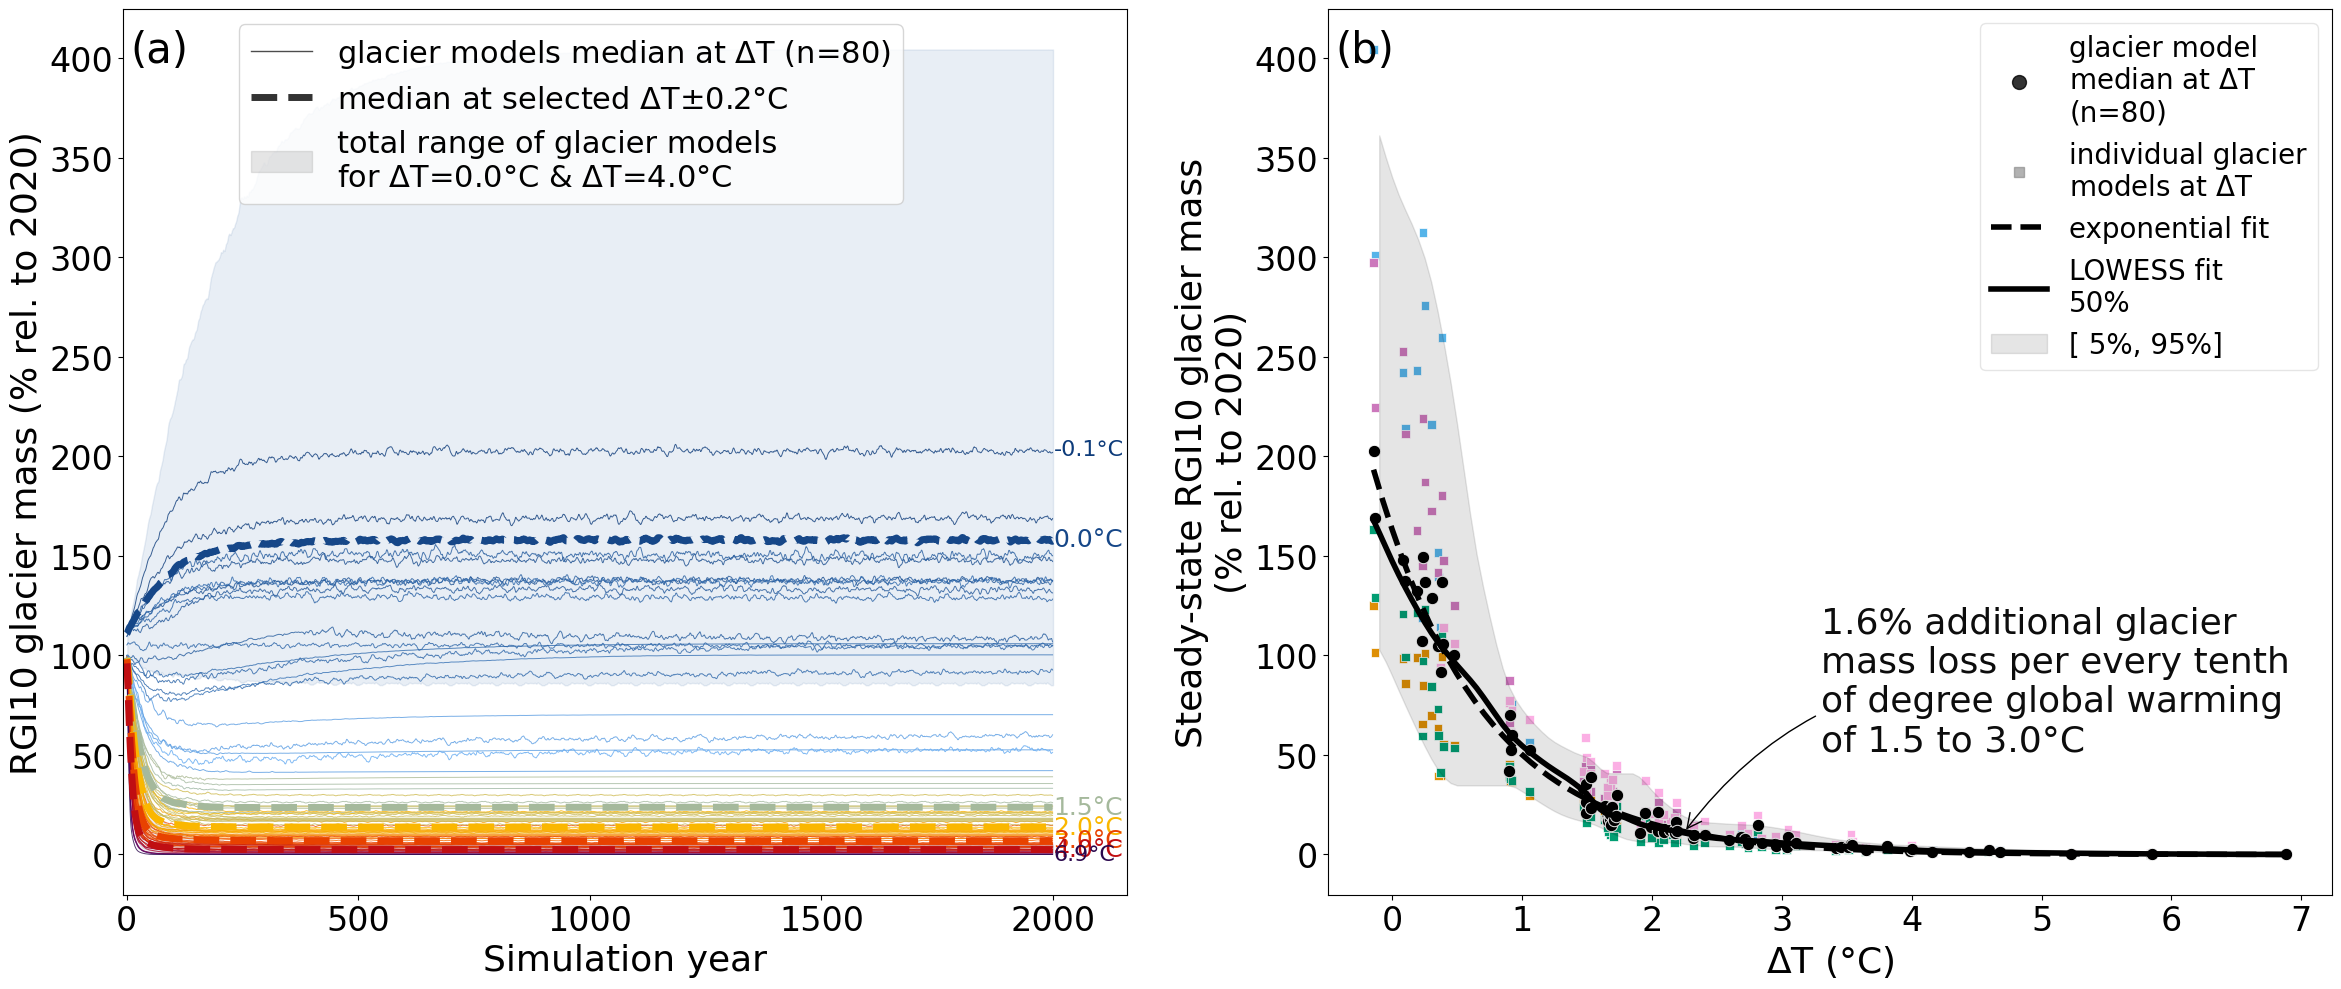 (a)
glacier models median at ΔT (n=80)
median at selected ΔT±0.2°C
total range of glacier models
for ΔT=0.0°C & ΔT=4.0°C
RGI10 glacier mass (% rel. to 2020)
400
350
300
250
200
150
100
50
0
-0.1°C
0.0°C
1.5°C
2.0°C
3.0°C
6.9°C
0
500
1000
1500
2000
Simulation year
(b)
glacier model
median at ΔT
(n=80)
individual glacier
models at ΔT
exponential fit
LOWESS fit
50%
[ 5%, 95%]
Steady-state RGI10 glacier mass
(% rel. to 2020)
400
350
300
250
200
150
100
50
0
1.6% additional glacier
mass loss per every tenth
of degree global warming
of 1.5 to 3.0°C
0
1
2
3
4
5
6
7
ΔT (°C)